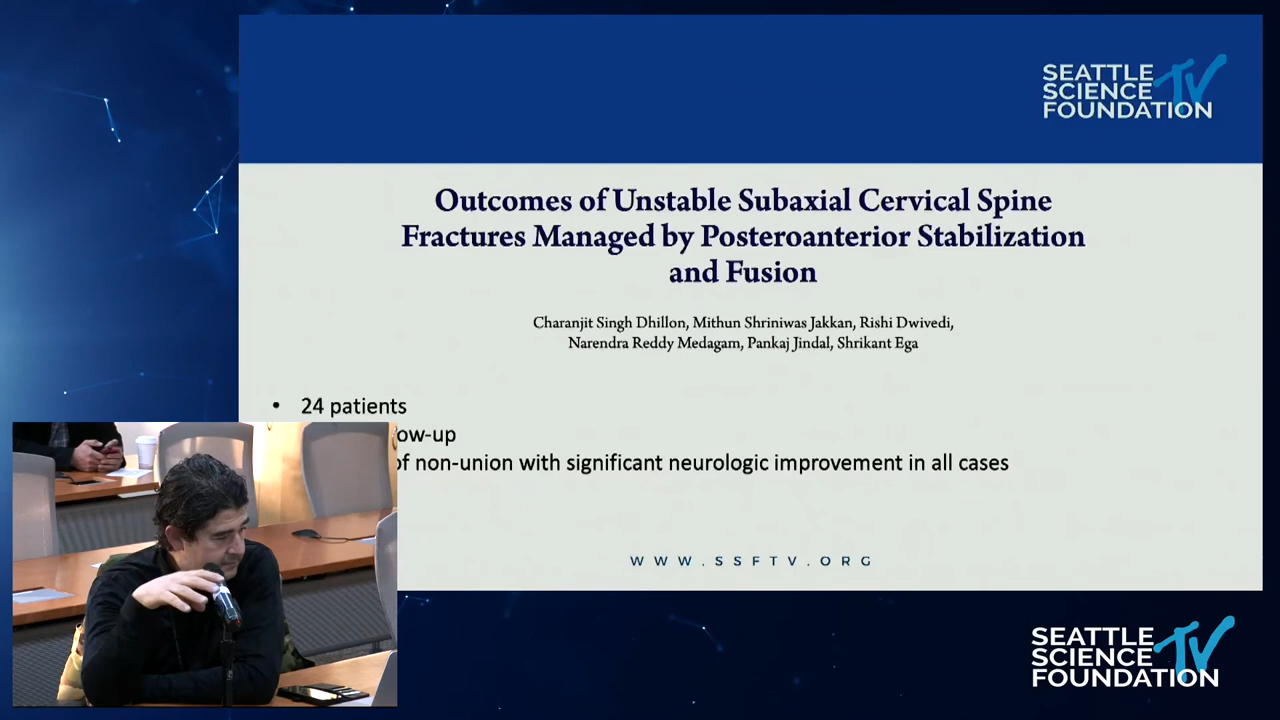 SEATTLE
SCIENCE TV
FOUNDATION
Outcomes of Unstable Subaxial Cervical Spine
Fractures Managed by Posteroanterior Stabilization
and Fusion
Charanjit Singh Dhillon, Mithun Shriniwas Jakkan, Rishi Dwivedi,
Narendra Reddy Medagam, Pankaj Jindal, Shrikant Ega
• 24 patients
ow-up
of non-union with significant neurologic improvement in all cases
WWW.SSFTV.ORG
SEATTLE
SCIENCE TV
FOUNDATION